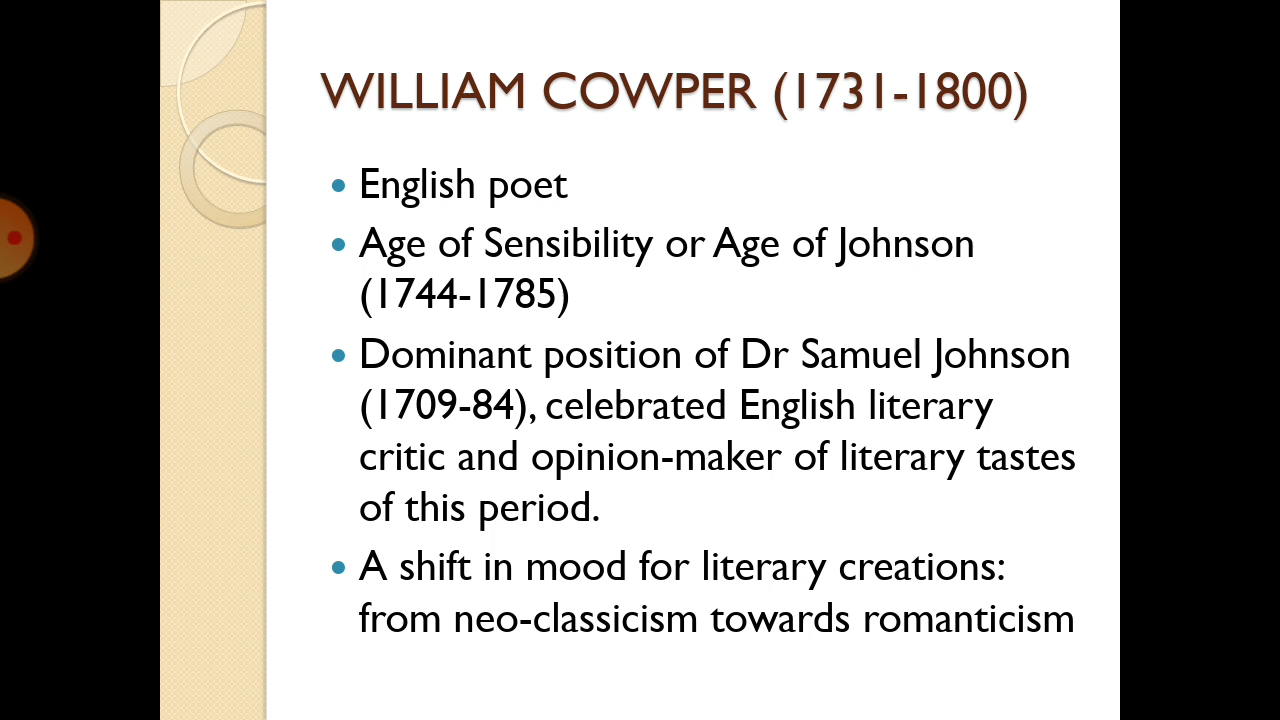 WILLIAM COWPER (1731-1800)
• English poet
• Age of Sensibility or Age of Johnson
(1744-1785)
• Dominant position of Dr Samuel Johnson
(1709-84), celebrated English literary
critic and opinion-maker of literary tastes
of this period.
• A shift in mood for literary creations:
from neo-classicism towards romanticism